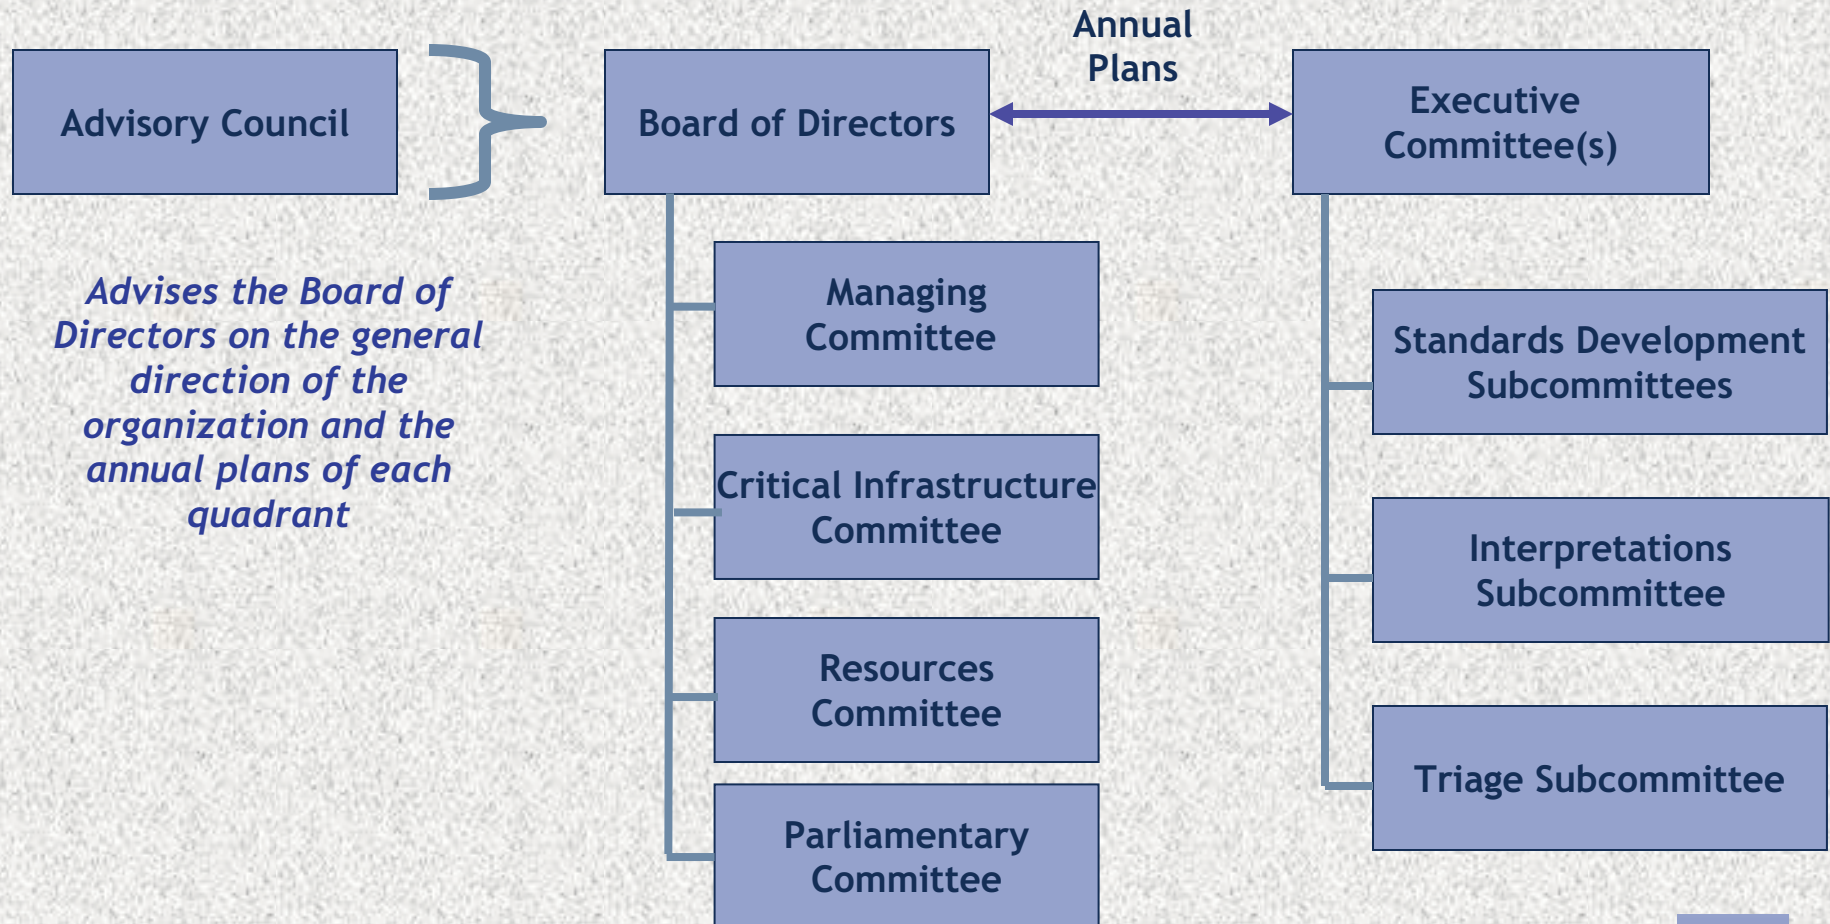 Advisory Council
Advises the Board of
Directors on the general
direction of the
organization and the
annual plans of each
quadrant
Board of Directors
Annual
Plans
Executive
Committee(s)
Managing
Committee
Critical Infrastructure
Committee
Resources
Committee
Parliamentary
Committee
Standards Development
Subcommittees
Interpretations
Subcommittee
Triage Subcommittee